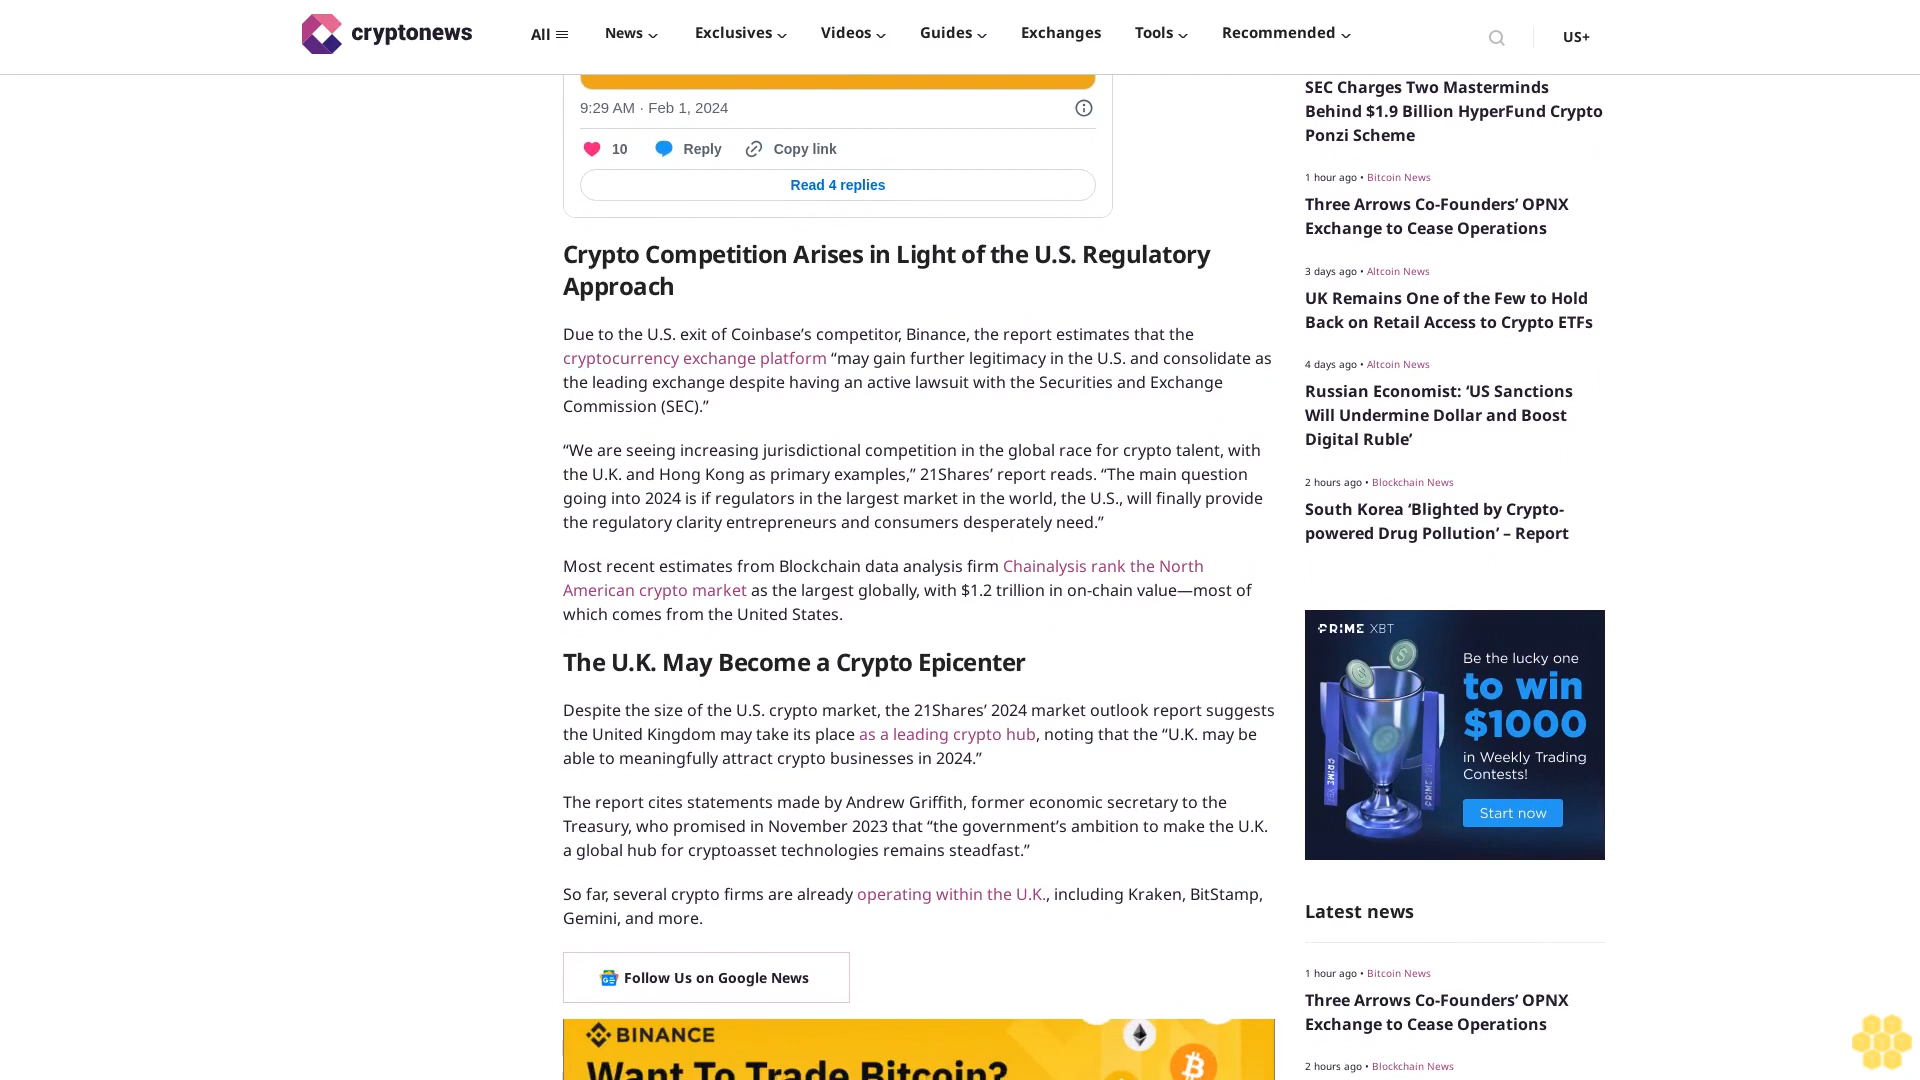 cryptonews
All
News
Exclusives
Videos
Guides
Exchanges
Tools
Recommended
US+
9:29 AM · Feb 1, 2024
10
Reply
Copy link
Read 4 replies
Crypto Competition Arises in Light of the U.S. Regulatory
Approach
Due to the U.S. exit of Coinbase’s competitor, Binance, the report estimates that the
cryptocurrency exchange platform “may gain further legitimacy in the U.S. and consolidate as
the leading exchange despite having an active lawsuit with the Securities and Exchange
Commission (SEC).”
“We are seeing increasing jurisdictional competition in the global race for crypto talent, with
the U.K. and Hong Kong as primary examples,” 21Shares’ report reads. “The main question
going into 2024 is if regulators in the largest market in the world, the U.S., will finally provide
the regulatory clarity entrepreneurs and consumers desperately need.”
Most recent estimates from Blockchain data analysis firm Chainalysis rank the North
American crypto market as the largest globally, with $1.2 trillion in on-chain value—most of
which comes from the United States.
The U.K. May Become a Crypto Epicenter
Despite the size of the U.S. crypto market, the 21Shares’ 2024 market outlook report suggests
the United Kingdom may take its place as a leading crypto hub, noting that the “U.K. may be
able to meaningfully attract crypto businesses in 2024.”
The report cites statements made by Andrew Griffith, former economic secretary to the
Treasury, who promised in November 2023 that “the government’s ambition to make the U.K.
a global hub for cryptoasset technologies remains steadfast.”
So far, several crypto firms are already operating within the U.K., including Kraken, BitStamp,
Gemini, and more.
Follow Us on Google News
BINANCE
Want To Trade Bitcoin?
SEC Charges Two Masterminds
Behind $1.9 Billion HyperFund Crypto
Ponzi Scheme
1 hour ago • Bitcoin News
Three Arrows Co-Founders’ OPNX
Exchange to Cease Operations
3 days ago • Altcoin News
UK Remains One of the Few to Hold
Back on Retail Access to Crypto ETFs
4 days ago • Altcoin News
Russian Economist: ‘US Sanctions
Will Undermine Dollar and Boost
Digital Ruble’
2 hours ago • Blockchain News
South Korea ‘Blighted by Crypto-
powered Drug Pollution’ – Report
PRIME XBT
Be the lucky one
to win
$1000
in Weekly Trading
Contests!
Start now
PRIME
PRIME
Latest news
1 hour ago • Bitcoin News
Three Arrows Co-Founders’ OPNX
Exchange to Cease Operations
2 hours ago • Blockchain News